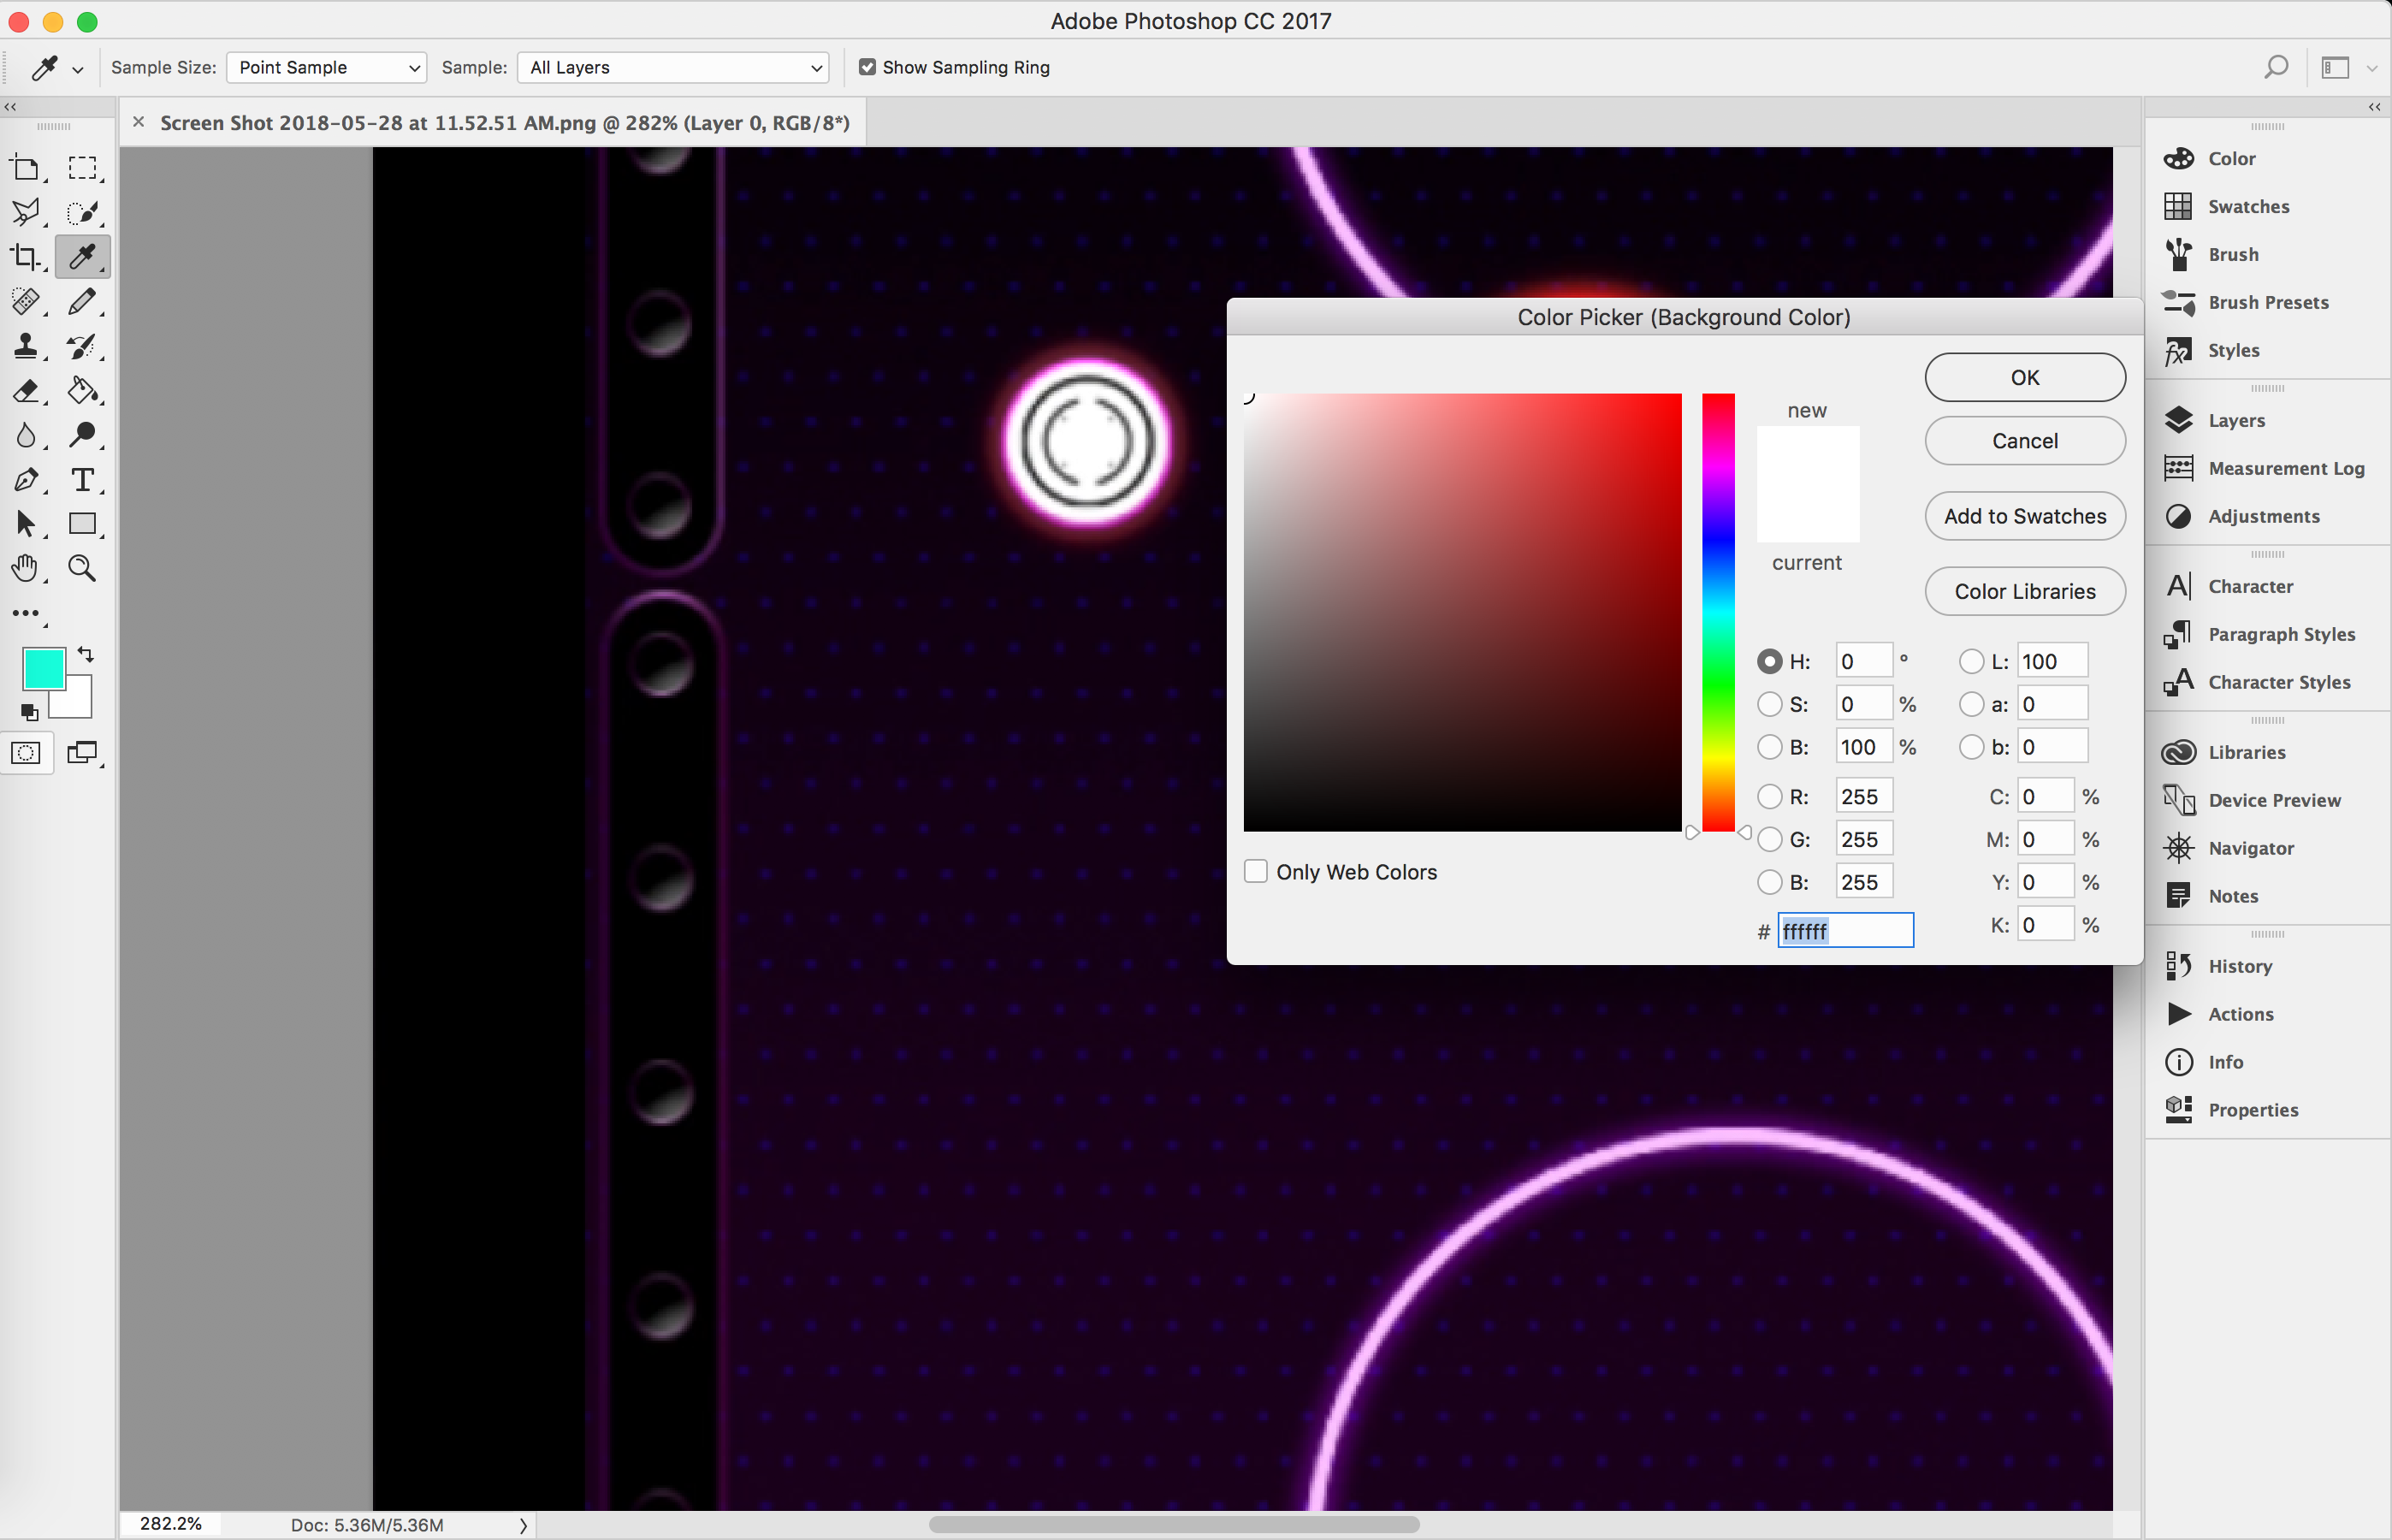 Adobe Photoshop CC 2017
Sample Size: Point Sample Sample: All Layers Show Sampling Ring
Screen Shot 2018-05-28 at 11.52.51 AM.png @ 282% (Layer 0, RGB/8*)
Color Picker (Background Color)
new
current
OK
Cancel
Add to Swatches
Color Libraries
H: 0 ° L: 100
S: 0 % a: 0
B: 100 % b: 0
R: 255 C: 0 %
G: 255 M: 0 %
B: 255 Y: 0 %
# ffffff K: 0 %
Only Web Colors
Color
Swatches
Brush
Brush Presets
Styles
Layers
Measurement Log
Adjustments
Character
Paragraph Styles
Character Styles
Libraries
Device Preview
Navigator
Notes
History
Actions
Info
Properties
282.2% Doc: 5.36M/5.36M